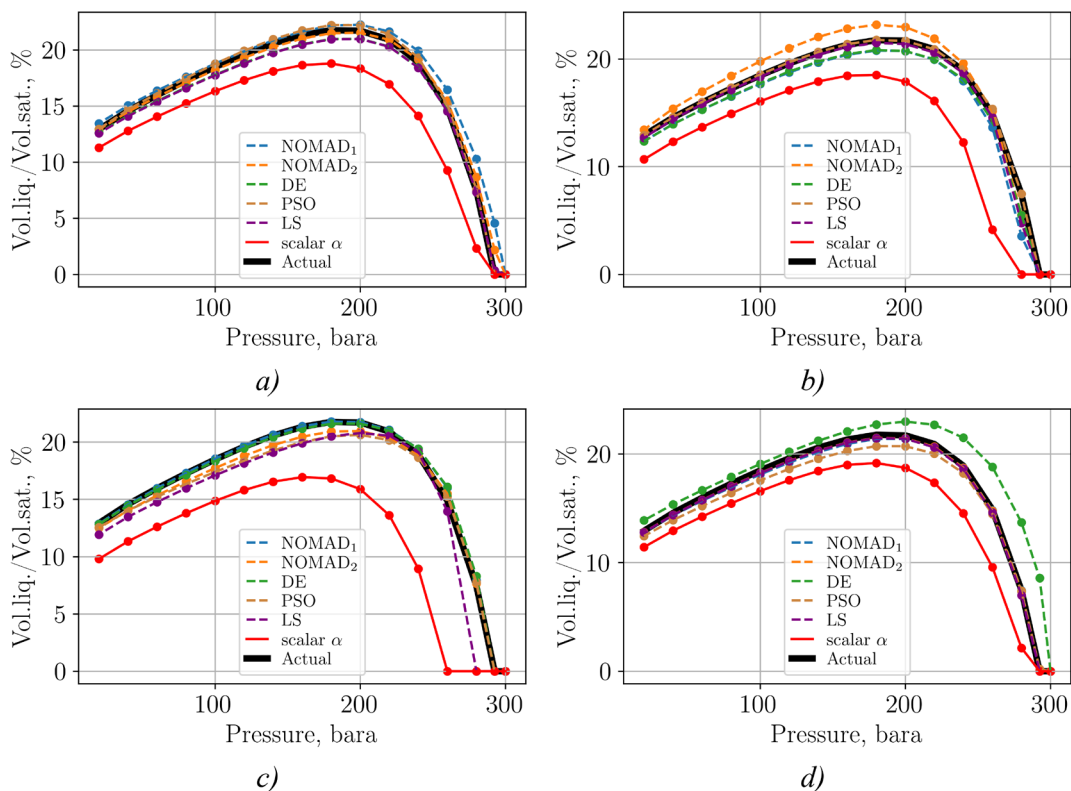 20
15
10
5
0
Vol.liq./Vol.sat., %
NOMAD₁
NOMAD₂
DE
PSO
LS
scalar α
Actual
100
200
300
Pressure, bara
a)
20
10
0
Vol.liq./Vol.sat., %
NOMAD₁
NOMAD₂
DE
PSO
LS
scalar α
Actual
100
200
300
Pressure, bara
b)
20
15
10
5
0
Vol.liq./Vol.sat., %
NOMAD₁
NOMAD₂
DE
PSO
LS
scalar α
Actual
100
200
300
Pressure, bara
c)
20
10
0
Vol.liq./Vol.sat., %
NOMAD₁
NOMAD₂
DE
PSO
LS
scalar α
Actual
100
200
300
Pressure, bara
d)